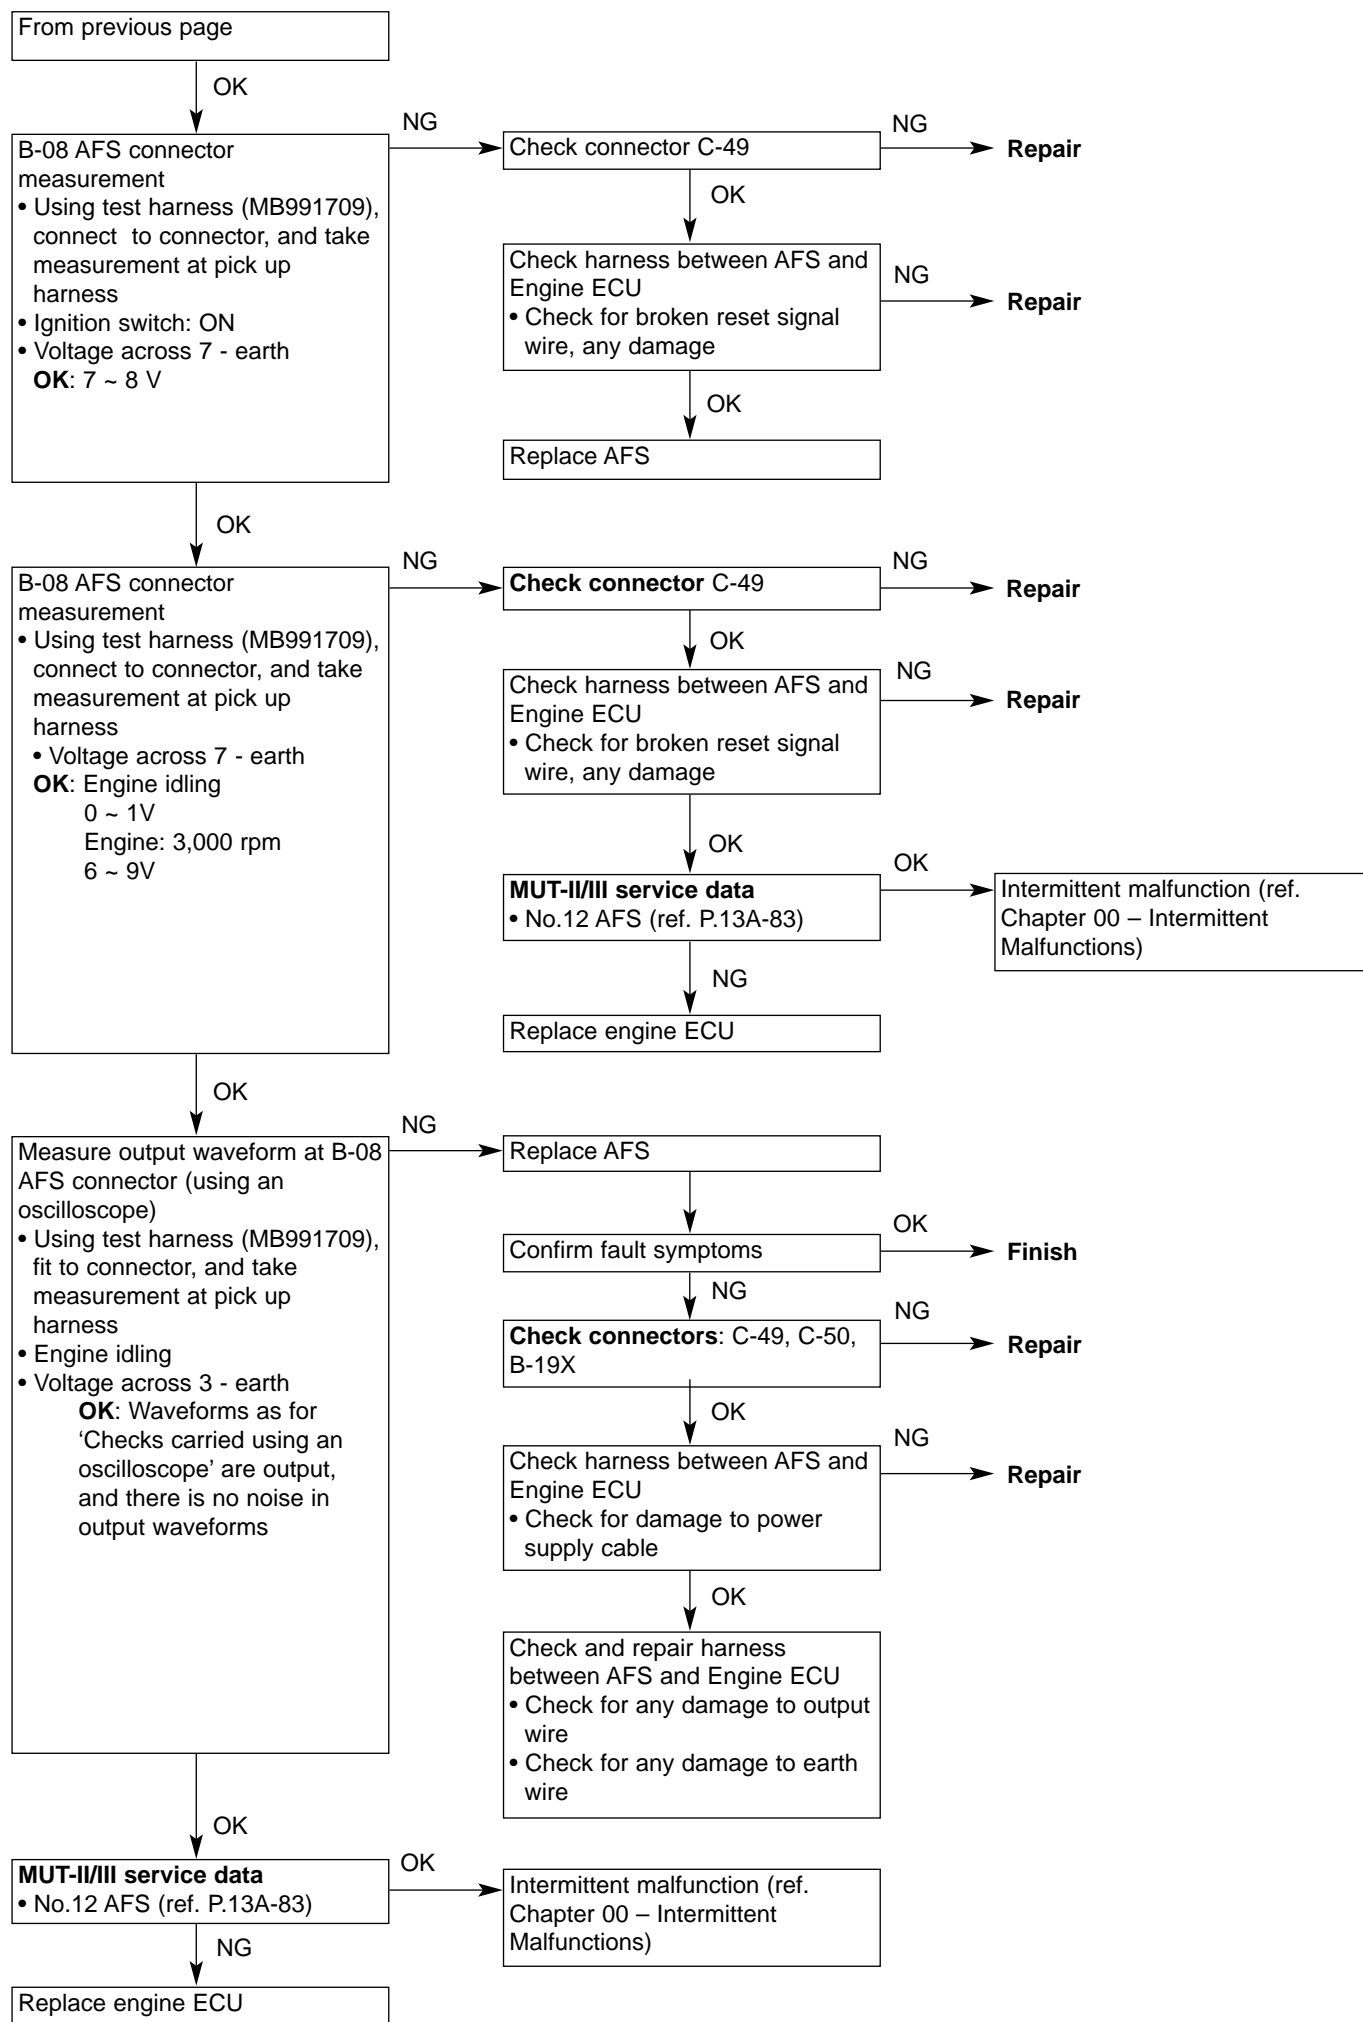 From previous page
OK
B-08 AFS connector
measurement
• Using test harness (MB991709),
connect to connector, and take
measurement at pick up
harness
• Ignition switch: ON
• Voltage across 7 - earth
OK: 7 ~ 8 V
NG
Check connector C-49
NG
Repair
OK
Check harness between AFS and
Engine ECU
• Check for broken reset signal
wire, any damage
NG
Repair
OK
Replace AFS
OK
B-08 AFS connector
measurement
• Using test harness (MB991709),
connect to connector, and take
measurement at pick up
harness
• Voltage across 7 - earth
OK: Engine idling
0 ~ 1V
Engine: 3,000 rpm
6 ~ 9V
NG
Check connector C-49
NG
Repair
OK
Check harness between AFS and
Engine ECU
• Check for broken reset signal
wire, any damage
NG
Repair
OK
MUT-II/III service data
• No.12 AFS (ref. P.13A-83)
OK
Intermittent malfunction (ref.
Chapter 00 – Intermittent
Malfunctions)
NG
Replace engine ECU
OK
Measure output waveform at B-08
AFS connector (using an
oscilloscope)
• Using test harness (MB991709),
fit to connector, and take
measurement at pick up
harness
• Engine idling
• Voltage across 3 - earth
OK: Waveforms as for
‘Checks carried using an
oscilloscope’ are output,
and there is no noise in
output waveforms
NG
Replace AFS
Confirm fault symptoms
OK
Finish
NG
Check connectors: C-49, C-50,
B-19X
NG
Repair
OK
Check harness between AFS and
Engine ECU
• Check for damage to power
supply cable
NG
Repair
OK
Check and repair harness
between AFS and Engine ECU
• Check for any damage to output
wire
• Check for any damage to earth
wire
OK
MUT-II/III service data
• No.12 AFS (ref. P.13A-83)
OK
Intermittent malfunction (ref.
Chapter 00 – Intermittent
Malfunctions)
NG
Replace engine ECU